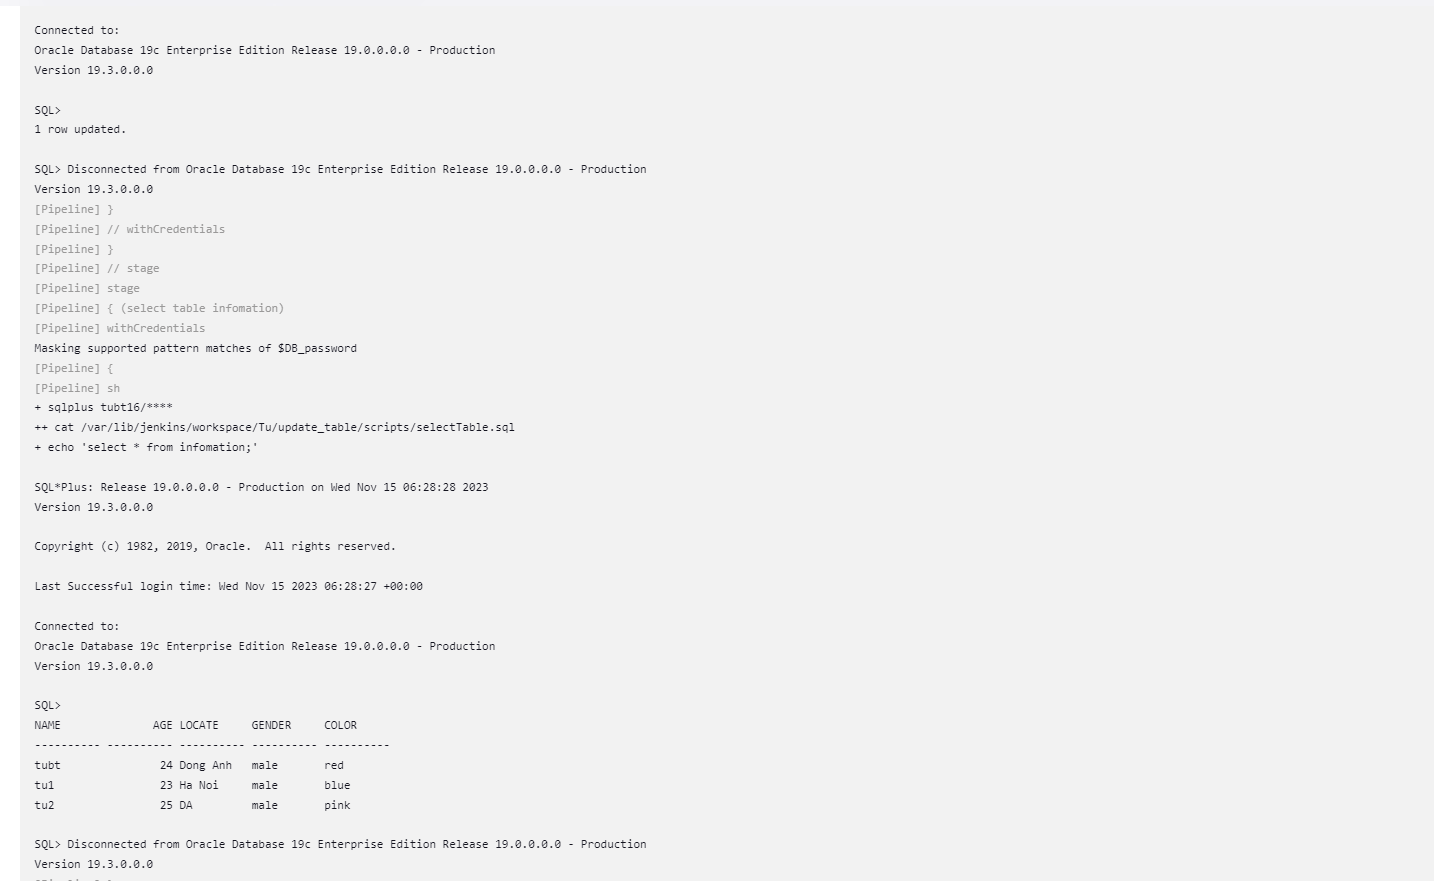 Connected to:
Oracle Database 19c Enterprise Edition Release 19.0.0.0.0 - Production
Version 19.3.0.0.0
SQL>
1 row updated.
SQL> Disconnected from Oracle Database 19c Enterprise Edition Release 19.0.0.0.0 - Production
Version 19.3.0.0.0
[Pipeline] }
[Pipeline] // withCredentials
[Pipeline] }
[Pipeline] // stage
[Pipeline] stage
[Pipeline] { (select table infomation)
[Pipeline] withCredentials
Masking supported pattern matches of $DB_password
[Pipeline] {
[Pipeline] sh
+ sqlplus tubt16/****
++ cat /var/lib/jenkins/workspace/Tu/update_table/scripts/selectTable.sql
+ echo 'select * from infomation;'
SQL*Plus: Release 19.0.0.0.0 - Production on Wed Nov 15 06:28:28 2023
Version 19.3.0.0.0
Copyright (c) 1982, 2019, Oracle.  All rights reserved.
Last Successful login time: Wed Nov 15 2023 06:28:27 +00:00
Connected to:
Oracle Database 19c Enterprise Edition Release 19.0.0.0.0 - Production
Version 19.3.0.0.0
SQL>
NAME              AGE LOCATE     GENDER     COLOR
---------- ---------- ---------- ---------- ----------
tubt               24 Dong Anh   male       red
tu1                23 Ha Noi     male       blue
tu2                25 DA         male       pink
SQL> Disconnected from Oracle Database 19c Enterprise Edition Release 19.0.0.0.0 - Production
Version 19.3.0.0.0